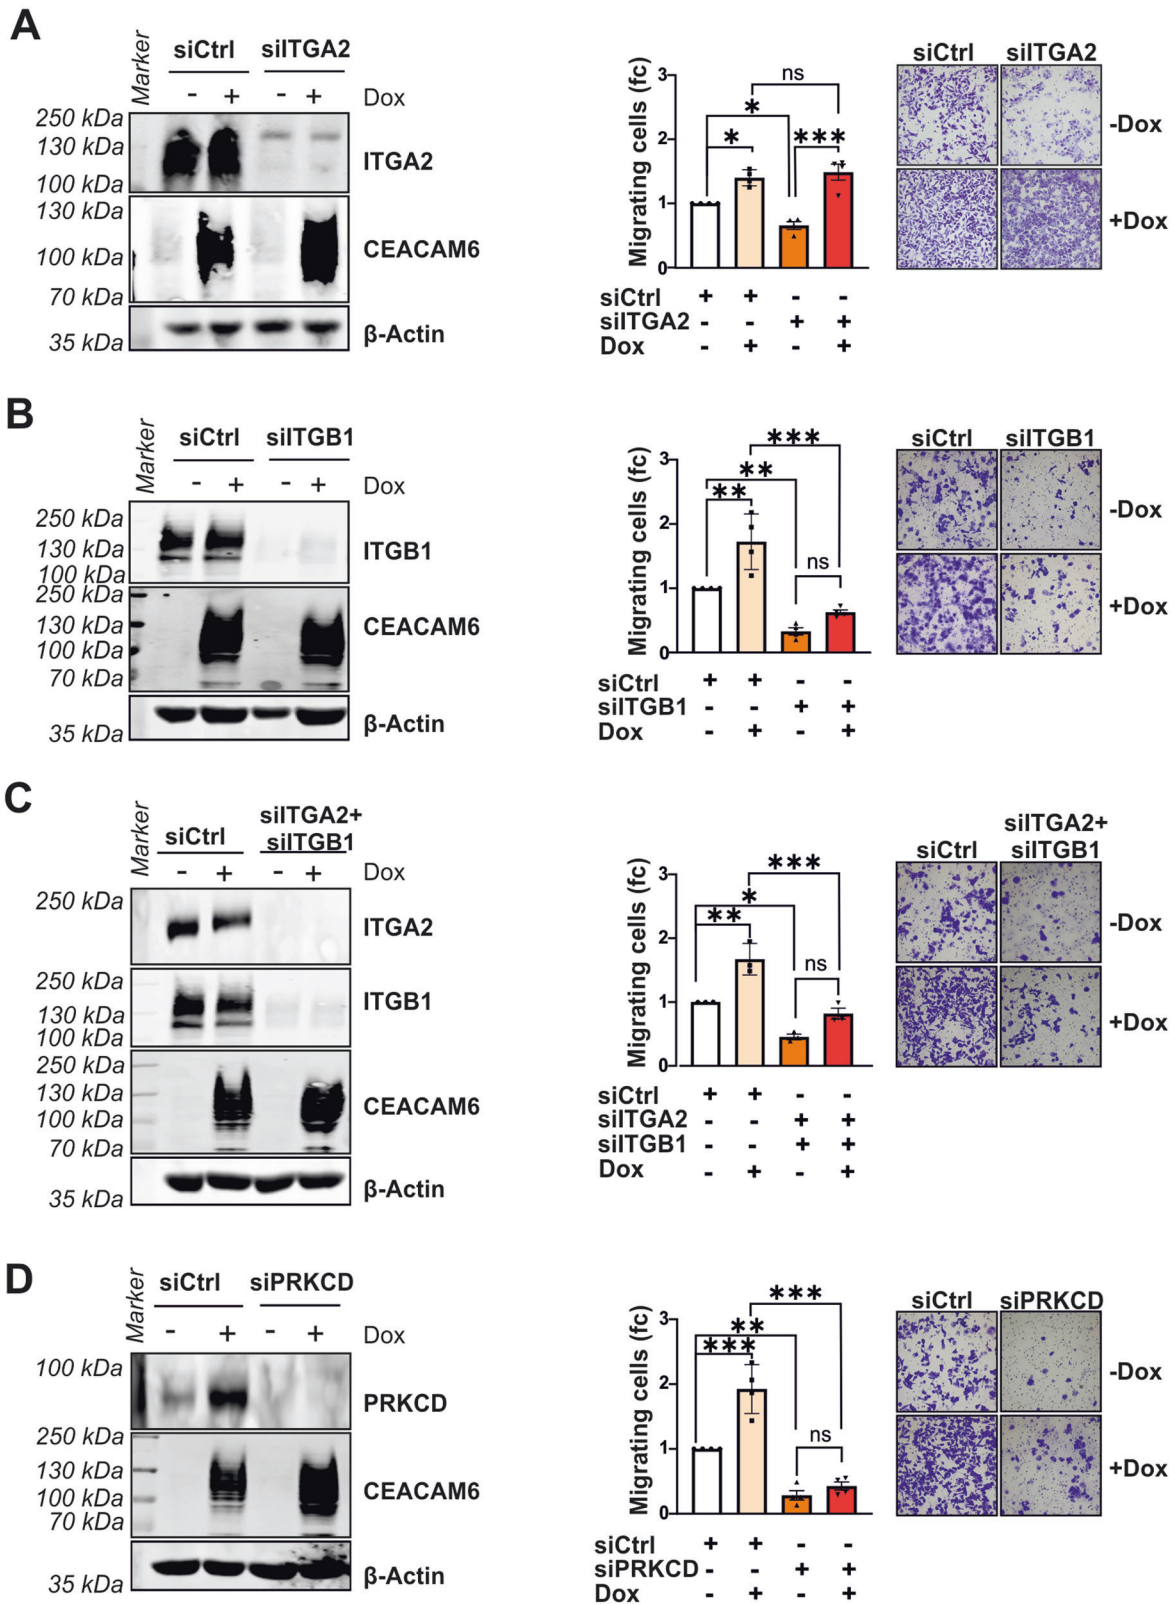 A
Marker
siCtrl siITGA2
- + - + Dox
250 kDa
130 kDa
100 kDa
ITGA2
130 kDa
100 kDa
70 kDa
CEACAM6
35 kDa
β-Actin
Migrating cells (fc)
3
2
1
0
ns
*
* ***
siCtrl + + - -
siITGA2 - - + +
Dox - + - +
siCtrl siITGA2
-Dox
+Dox
B
Marker
siCtrl siITGB1
- + - + Dox
250 kDa
130 kDa
100 kDa
ITGB1
250 kDa
130 kDa
100 kDa
70 kDa
CEACAM6
35 kDa
β-Actin
Migrating cells (fc)
3
2
1
0
***
**
**
ns
siCtrl + + - -
siITGB1 - - + +
Dox - + - +
siCtrl siITGB1
-Dox
+Dox
C
Marker
siCtrl
siITGA2+
siITGB1
- + - + Dox
250 kDa
ITGA2
250 kDa
130 kDa
100 kDa
ITGB1
250 kDa
130 kDa
100 kDa
70 kDa
CEACAM6
35 kDa
β-Actin
Migrating cells (fc)
3
2
1
0
***
*
**
ns
siCtrl + + - -
siITGA2 - - + +
siITGB1 - - + +
Dox - + - +
siCtrl
siITGA2+
siITGB1
-Dox
+Dox
D
Marker
siCtrl siPRKCD
- + - + Dox
100 kDa
PRKCD
250 kDa
130 kDa
100 kDa
70 kDa
CEACAM6
35 kDa
β-Actin
Migrating cells (fc)
3
2
1
0
***
**
***
ns
siCtrl + + - -
siPRKCD - - + +
Dox - + - +
siCtrl siPRKCD
-Dox
+Dox